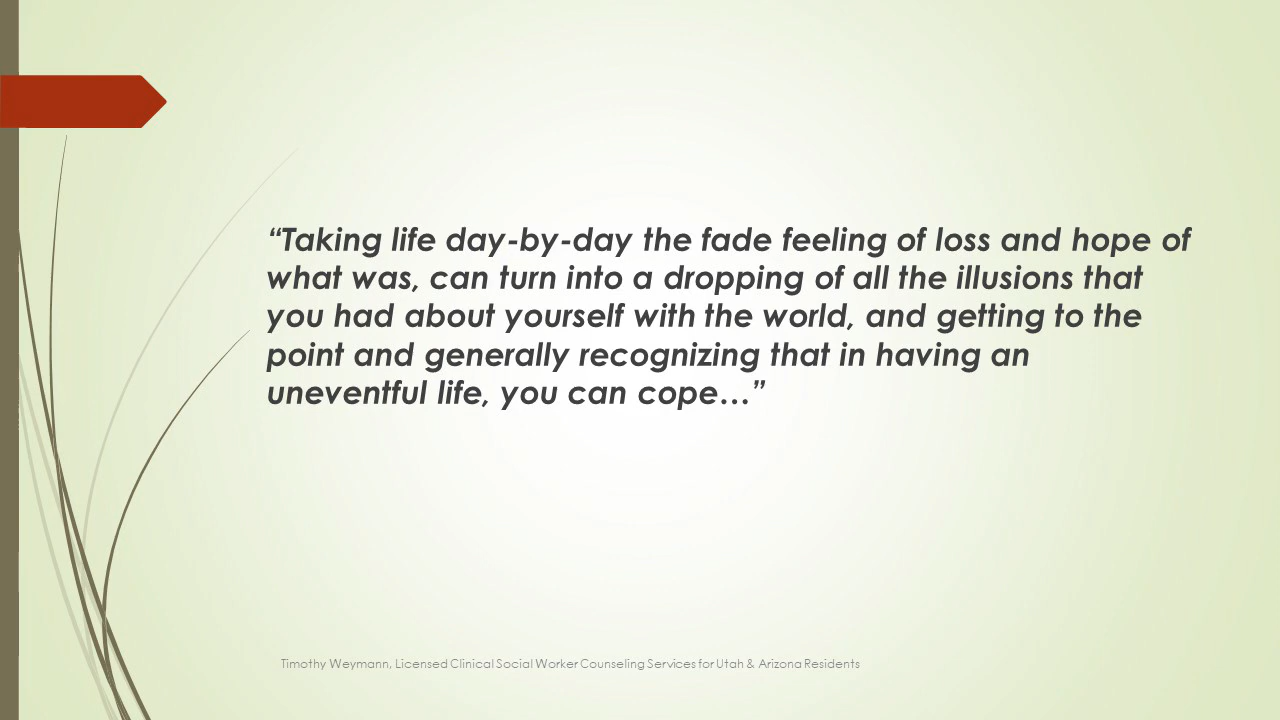 “Taking life day-by-day the fade feeling of loss and hope of
what was, can turn into a dropping of all the illusions that
you had about yourself with the world, and getting to the
point and generally recognizing that in having an
uneventful life, you can cope…”
Timothy Weymann, Licensed Clinical Social Worker Counseling Services for Utah & Arizona Residents